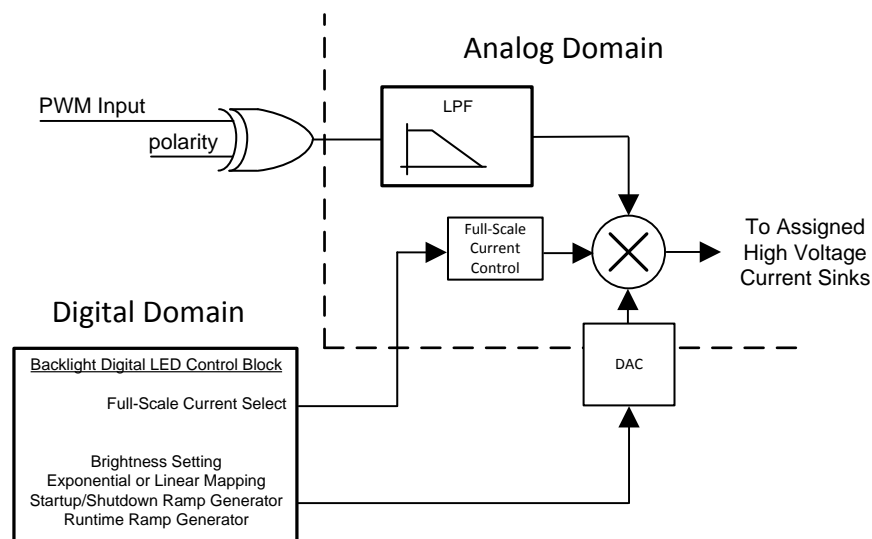 Analog Domain
PWM Input
polarity
LPF
Full-Scale
Current
Control
To Assigned
High Voltage
Current Sinks
Digital Domain
DAC
Backlight Digital LED Control Block
Full-Scale Current Select
Brightness Setting
Exponential or Linear Mapping
Startup/Shutdown Ramp Generator
Runtime Ramp Generator